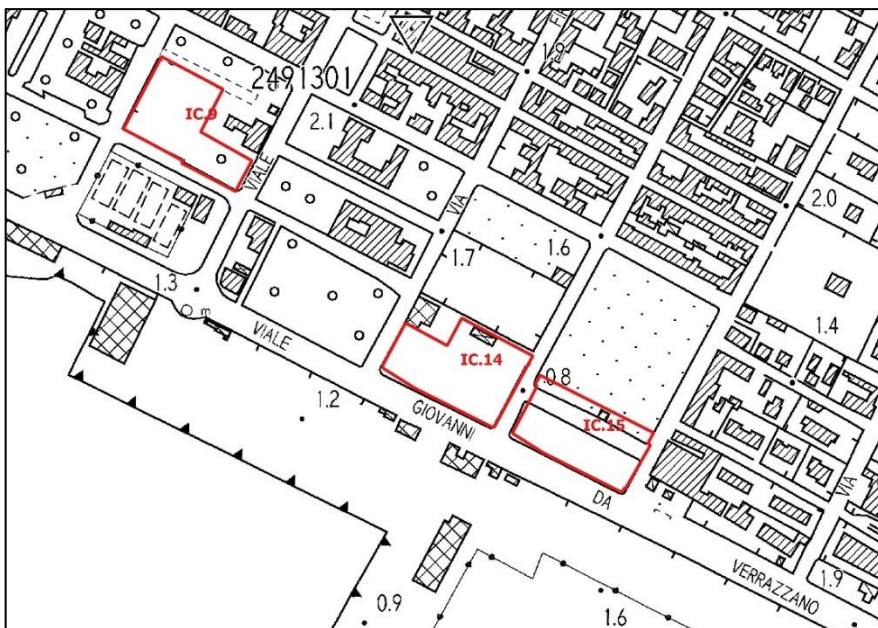 1.9
2491301
IC.9
2.1
VIALE
2.0
VIA
1.6
1.7
1.3
1.4
VIALE
IC.14
0.8
1.2
GIOVANNI
IC.15
VIA
DA
VERRAZZANO
1.9
0.9
1.6